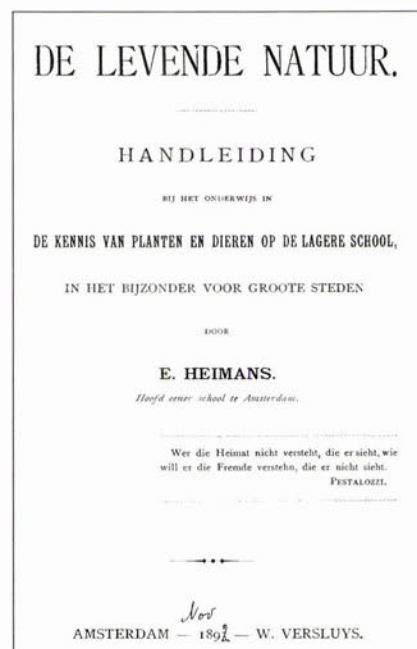 DE LEVENDE NATUUR.
HANDLEIDING
BIJ HET ONDERWIJS IN
DE KENNIS VAN PLANTEN EN DIEREN OP DE LAGERE SCHOOL,
IN HET BIJZONDER VOOR GROOTE STEDEN
DOOR
E. HEIMANS.
Hoofd eener school te Amsterdam.
Wer die Heimat nicht versteht, die er sieht, wie
will er die Fremde verstehn, die er nicht sieht.
PESTALOZZI.
Nov
AMSTERDAM — 1892 — W. VERSLUYS.